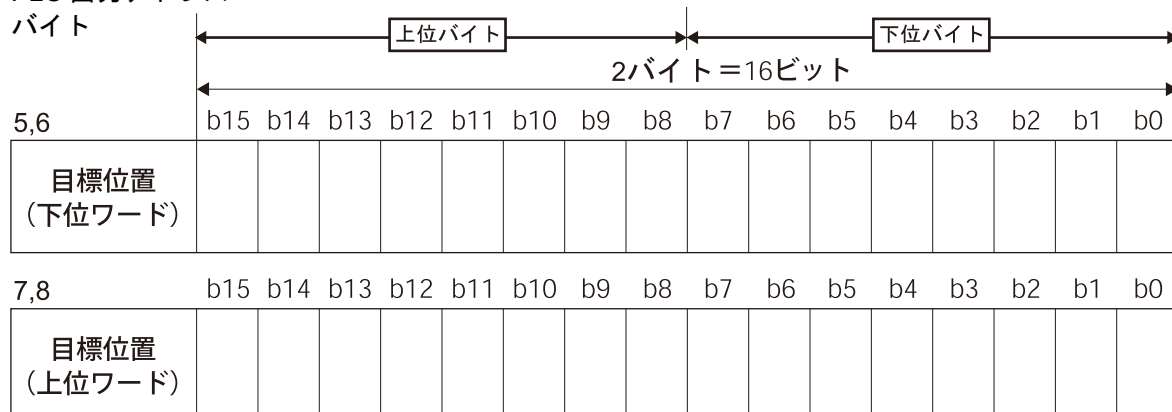 バイト
上位バイト 下位バイト
2バイト＝16ビット
5,6 b15 b14 b13 b12 b11 b10 b9 b8 b7 b6 b5 b4 b3 b2 b1 b0
目標位置
（下位ワード）
7,8 b15 b14 b13 b12 b11 b10 b9 b8 b7 b6 b5 b4 b3 b2 b1 b0
目標位置
（上位ワード）